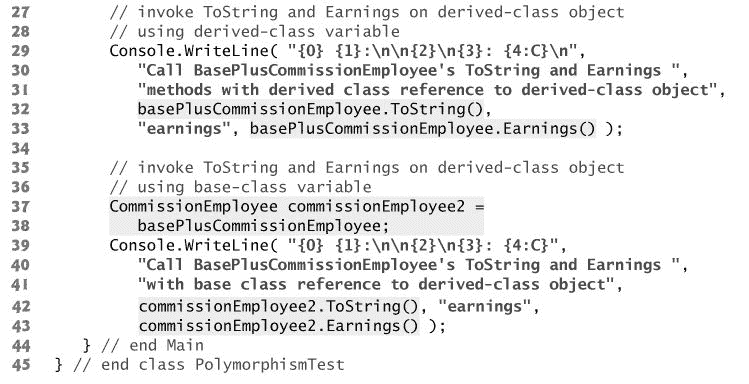 27 // invoke ToString and Earnings on derived-class object
28 // using derived-class variable
29 Console.WriteLine( "{0} {1}:\n\n{2}\n{3}: {4:C}\n",
30 "Call BasePlusCommissionEmployee's ToString and Earnings ",
31 "methods with derived class reference to derived-class object",
32 basePlusCommissionEmployee.ToString(),
33 "earnings", basePlusCommissionEmployee.Earnings() );
34
35 // invoke ToString and Earnings on derived-class object
36 // using base-class variable
37 CommissionEmployee commissionEmployee2 =
38 basePlusCommissionEmployee;
39 Console.WriteLine( "{0} {1}:\n\n{2}\n{3}: {4:C}",
40 "Call BasePlusCommissionEmployee's ToString and Earnings ",
41 "with base class reference to derived-class object",
42 commissionEmployee2.ToString(), "earnings",
43 commissionEmployee2.Earnings() );
44 } // end Main
45 } // end class PolymorphismTest